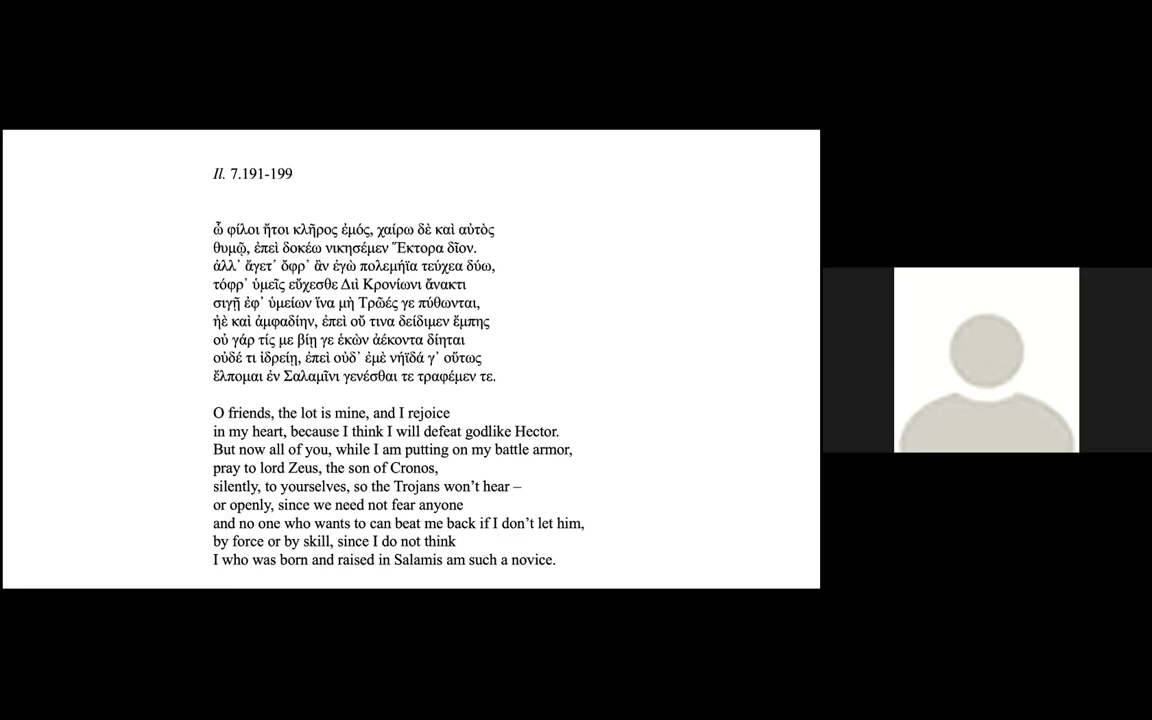 Il. 7.191-199
ὦ φίλοι ἤτοι κλῆρος ἐμός, χαίρω δὲ καὶ αὐτὸς
θυμῷ, ἐπεὶ δοκέω νικησέμεν Ἕκτορα δῖον.
ἀλλ᾽ ἄγετ᾽ ὄφρ᾽ ἂν ἐγὼ πολεμήϊα τεύχεα δύω,
τόφρ᾽ ὑμεῖς εὔχεσθε Διὶ Κρονίωνι ἄνακτι
σιγῇ ἐφ᾽ ὑμείων ἵνα μὴ Τρῶές γε πύθωνται,
ἠὲ καὶ ἀμφαδίην, ἐπεὶ οὔ τινα δείδιμεν ἔμπης
οὐ γάρ τίς με βίῃ γε ἑκὼν ἀέκοντα δίηται
οὐδέ τι ἰδρείῃ, ἐπεὶ οὐδ᾽ ἐμὲ νήϊδά γ᾽ οὕτως
ἔλπομαι ἐν Σαλαμῖνι γενέσθαι τε τραφέμεν τε.
O friends, the lot is mine, and I rejoice
in my heart, because I think I will defeat godlike Hector.
But now all of you, while I am putting on my battle armor,
pray to lord Zeus, the son of Cronos,
silently, to yourselves, so the Trojans won’t hear –
or openly, since we need not fear anyone
and no one who wants to can beat me back if I don’t let him,
by force or by skill, since I do not think
I who was born and raised in Salamis am such a novice.